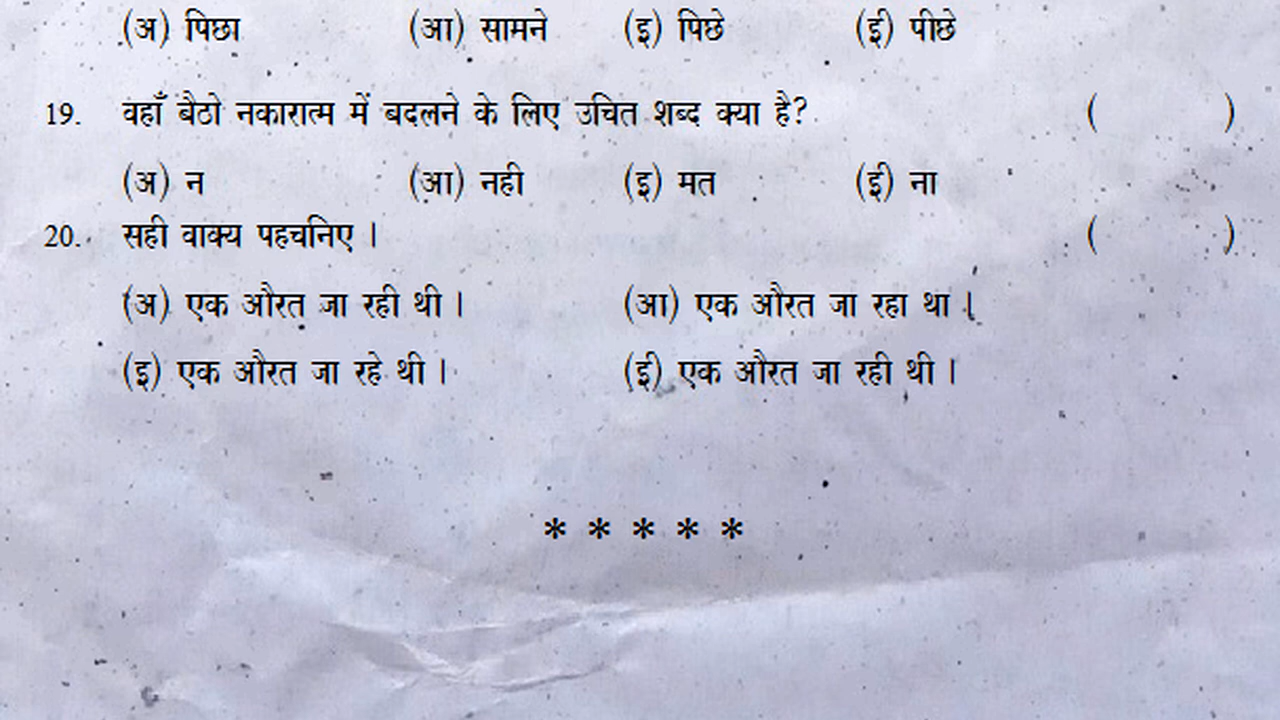 (अ) पिछा (आ) सामने (इ) पिछे (ई) पीछे
19. वहाँ बैठो नकारात्म में बदलने के लिए उचित शब्द क्या है? ( )
(अ) न (आ) नही (इ) मत (ई) ना
20. सही वाक्य पहचनिए । ( )
(अ) एक औरत जा रही थी । (आ) एक औरत जा रहा था ।
(इ) एक औरत जा रहे थी । (ई) एक औरत जा रही थी ।
* * * * *